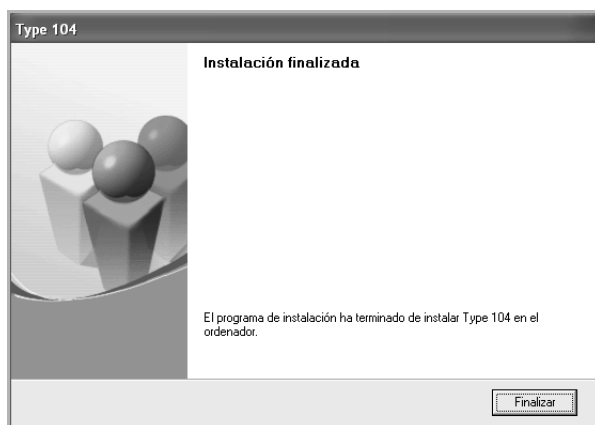 Type 104
Instalación finalizada
El programa de instalación ha terminado de instalar Type 104 en el
ordenador.
Finalizar